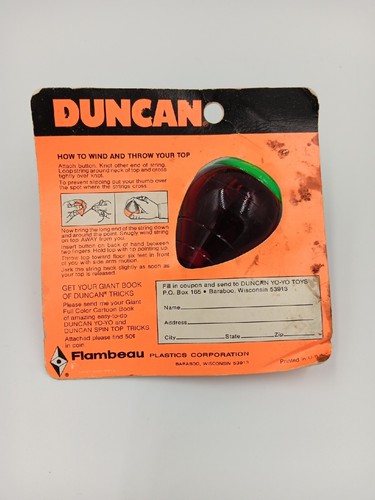 DUNCAN
HOW TO WIND AND THROW YOUR TOP
Attach button. Knot other end of string.
Loop string around neck of top and cross
tightly over knot.
To prevent slipping put your thumb over
the spot where the strings cross.
Now bring the long end of the string down
and around the point. Snugly wind string
on top AWAY from you.
Insert button on back of hand between
two fingers. Hold top with tip pointing up.
Throw top toward floor six feet in front
of you with side arm motion.
Jerk the string back slightly as soon as
your top is released.
GET YOUR GIANT BOOK
OF DUNCAN® TRICKS
Please send me your Giant
Full Color Cartoon Book
of amazing easy-to-do
DUNCAN YO-YO and
DUNCAN SPIN TOP TRICKS.
Attached please find 50¢
in coin.
Fill in coupon and send to DUNCAN YO-YO TOYS
P.O. Box 165 • Baraboo, Wisconsin 53913
Name
Address
City State Zip
Flambeau PLASTICS CORPORATION
BARABOO, WISCONSIN 53913
Printed in